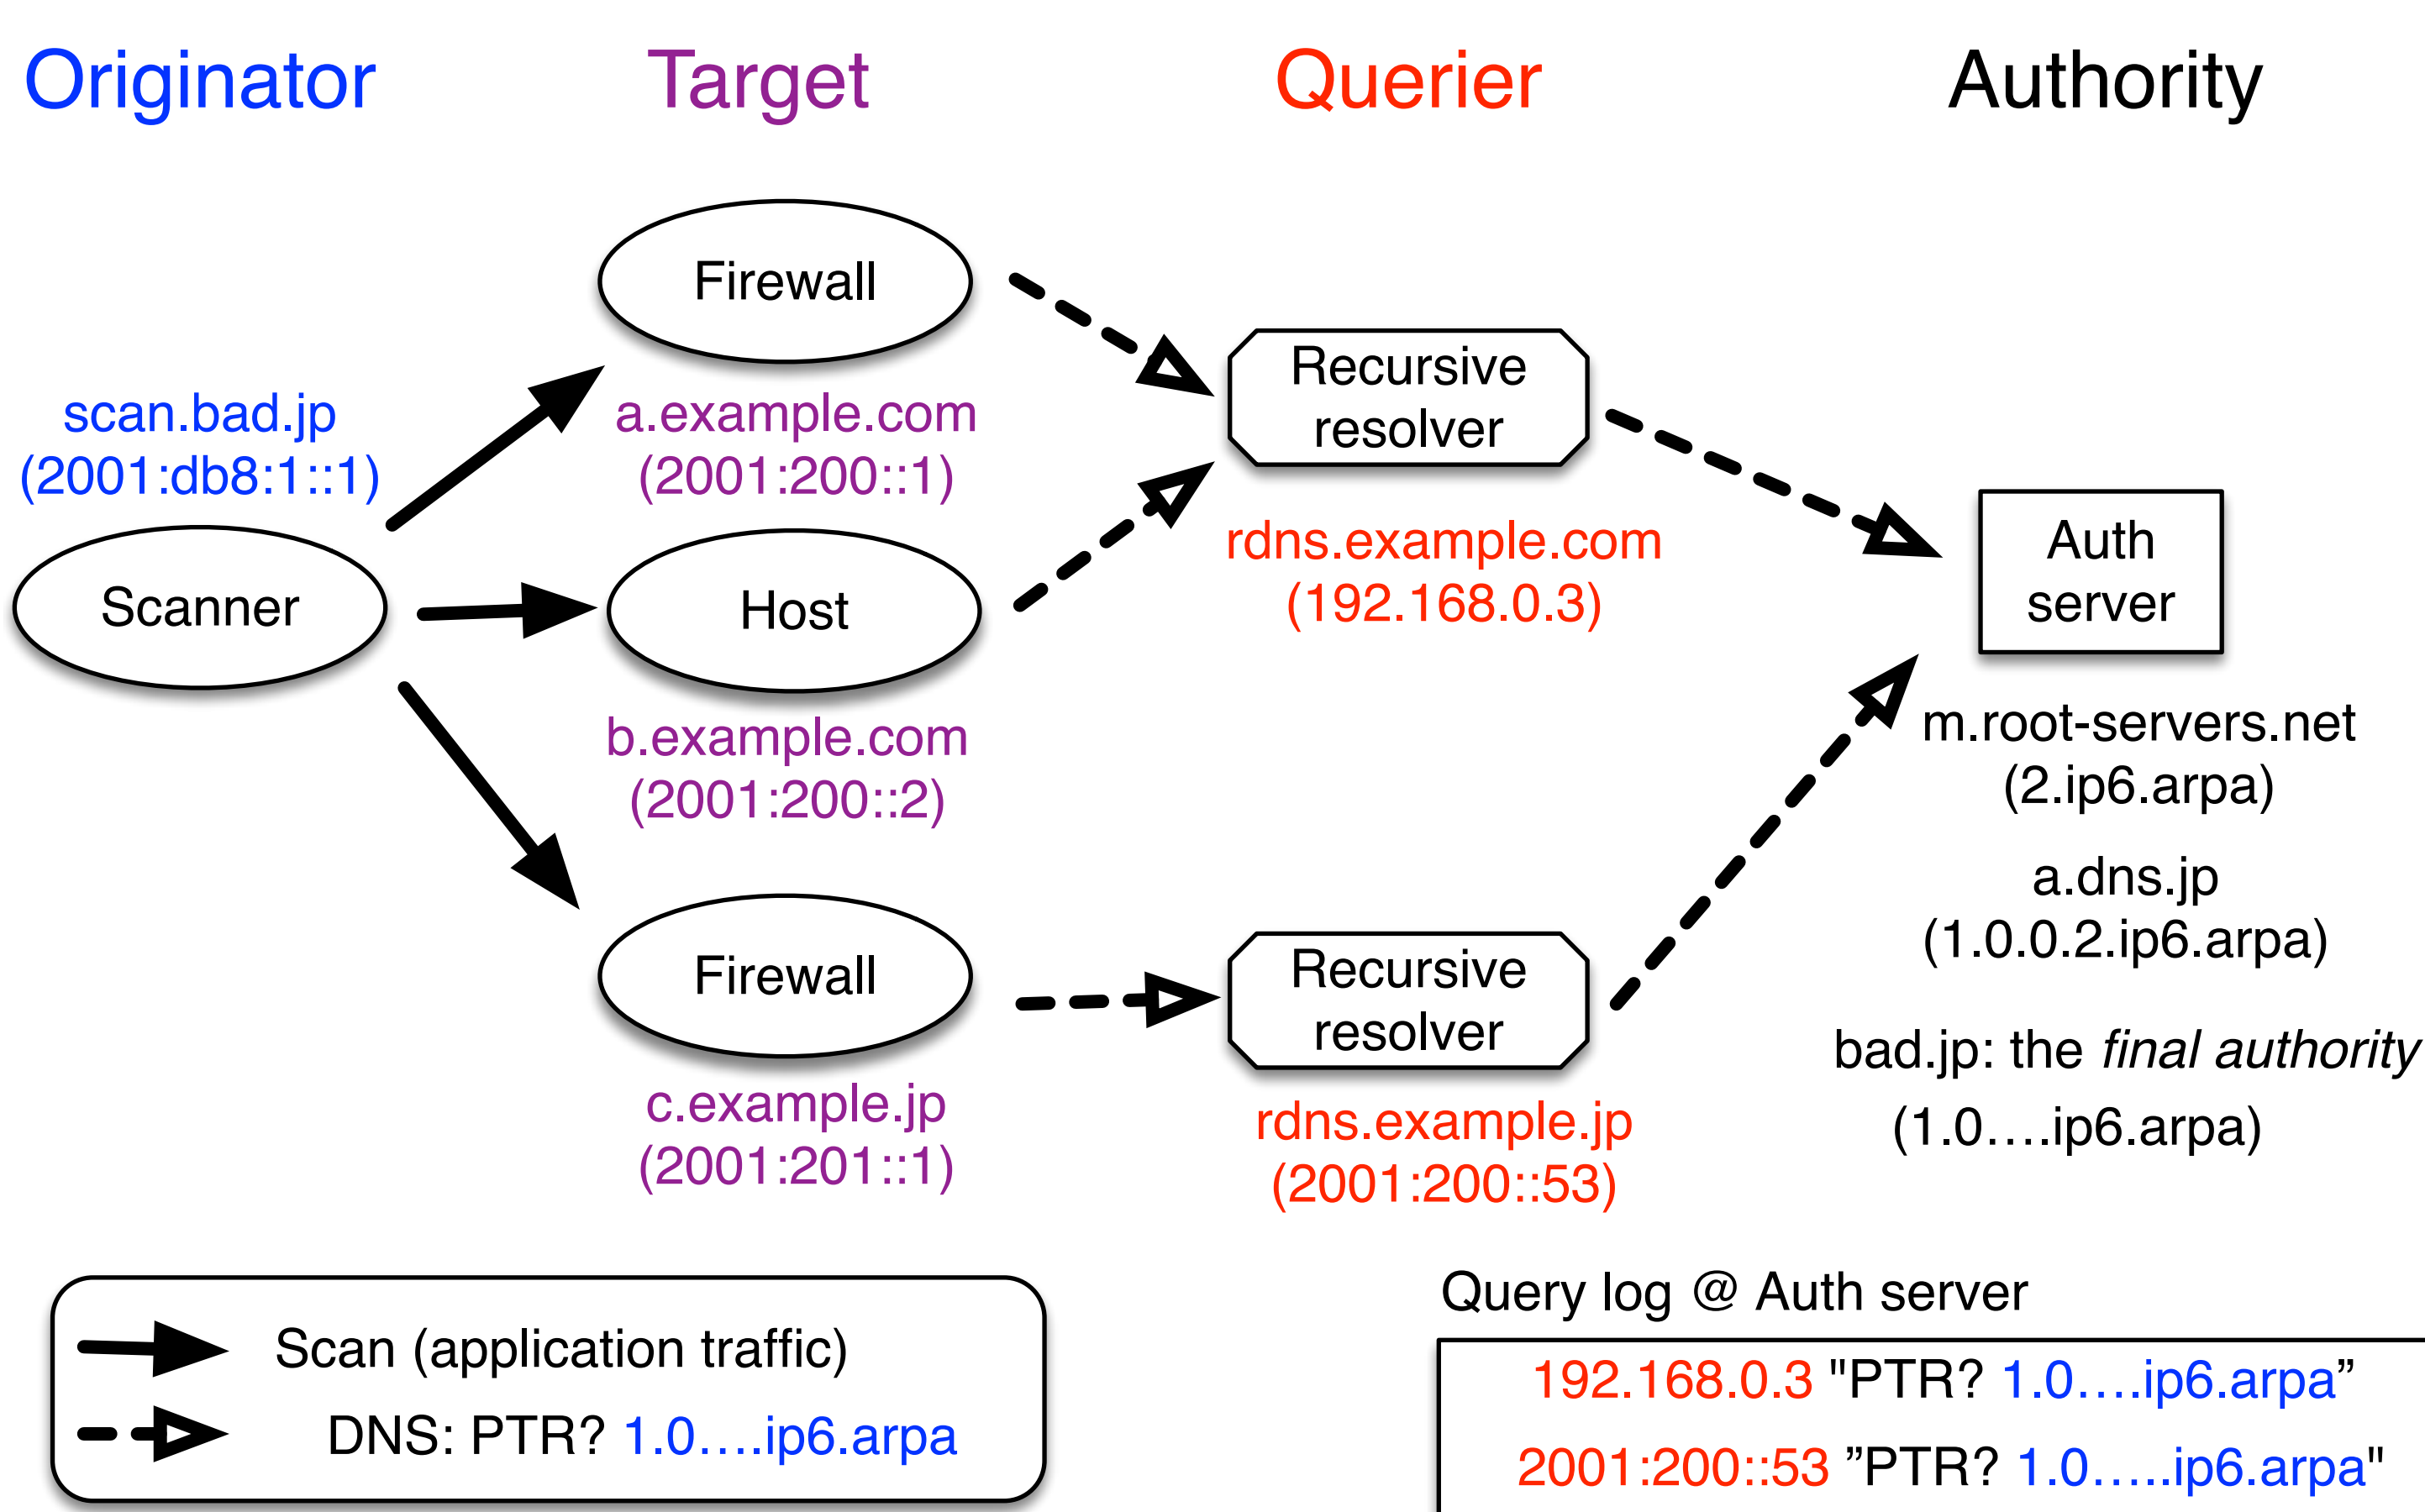 Originator
Target
Querier
Authority
Firewall
Recursive
resolver
scan.bad.jp
(2001:db8:1::1)
a.example.com
(2001:200::1)
Auth
server
rdns.example.com
(192.168.0.3)
Scanner
Host
m.root-servers.net
(2.ip6.arpa)
b.example.com
(2001:200::2)
a.dns.jp
(1.0.0.2.ip6.arpa)
Firewall
Recursive
resolver
bad.jp: the final authority
(1.0....ip6.arpa)
c.example.jp
(2001:201::1)
rdns.example.jp
(2001:200::53)
Scan (application traffic)
DNS: PTR? 1.0....ip6.arpa
Query log @ Auth server
192.168.0.3 "PTR? 1.0....ip6.arpa”
2001:200::53 ”PTR? 1.0.....ip6.arpa"